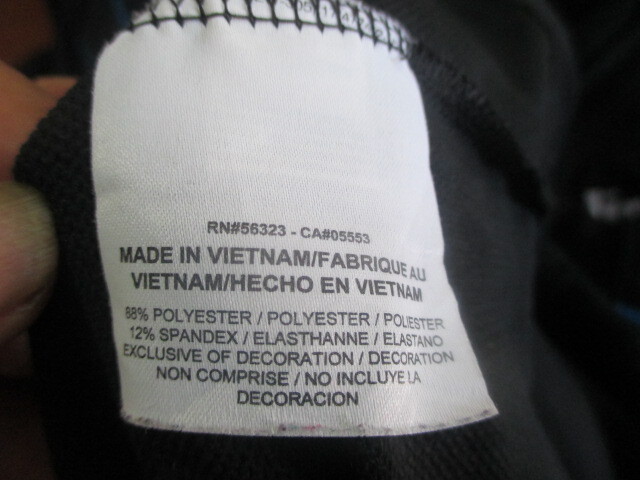 RN#56323 - CA#05553
MADE IN VIETNAM/FABRIQUE AU
VIETNAM/HECHO EN VIETNAM
88% POLYESTER / POLYESTER / POLIESTER
12% SPANDEX / ELASTHANNE / ELASTANO
EXCLUSIVE OF DECORATION / DECORATION
NON COMPRISE / NO INCLUYE LA
DECORACION